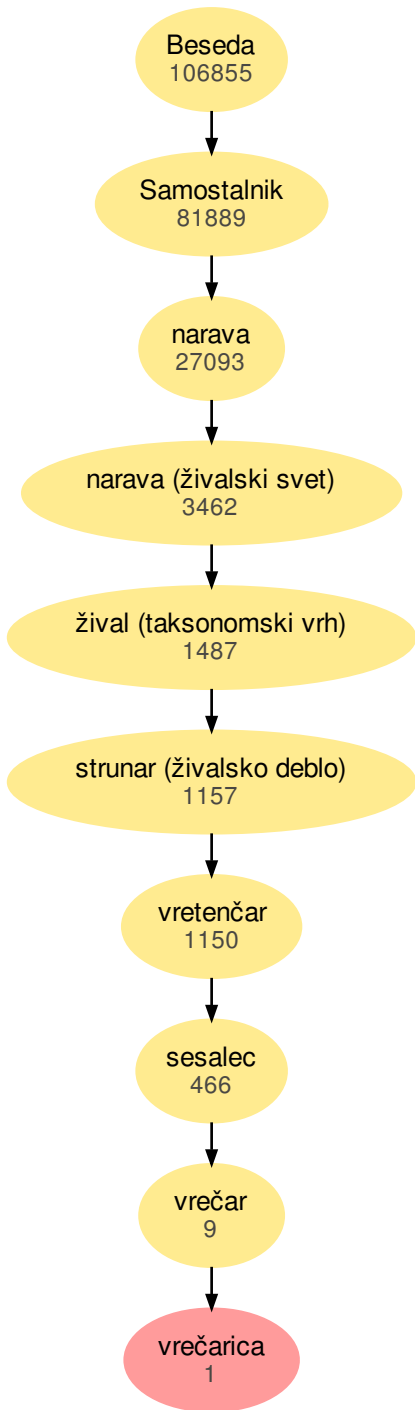 Beseda
106855
Samostalnik
81889
narava
27093
narava (živalski svet)
3462
žival (taksonomski vrh)
1487
strunar (živalsko deblo)
1157
vretenčar
1150
sesalec
466
vrečar
9
vrečarica
1